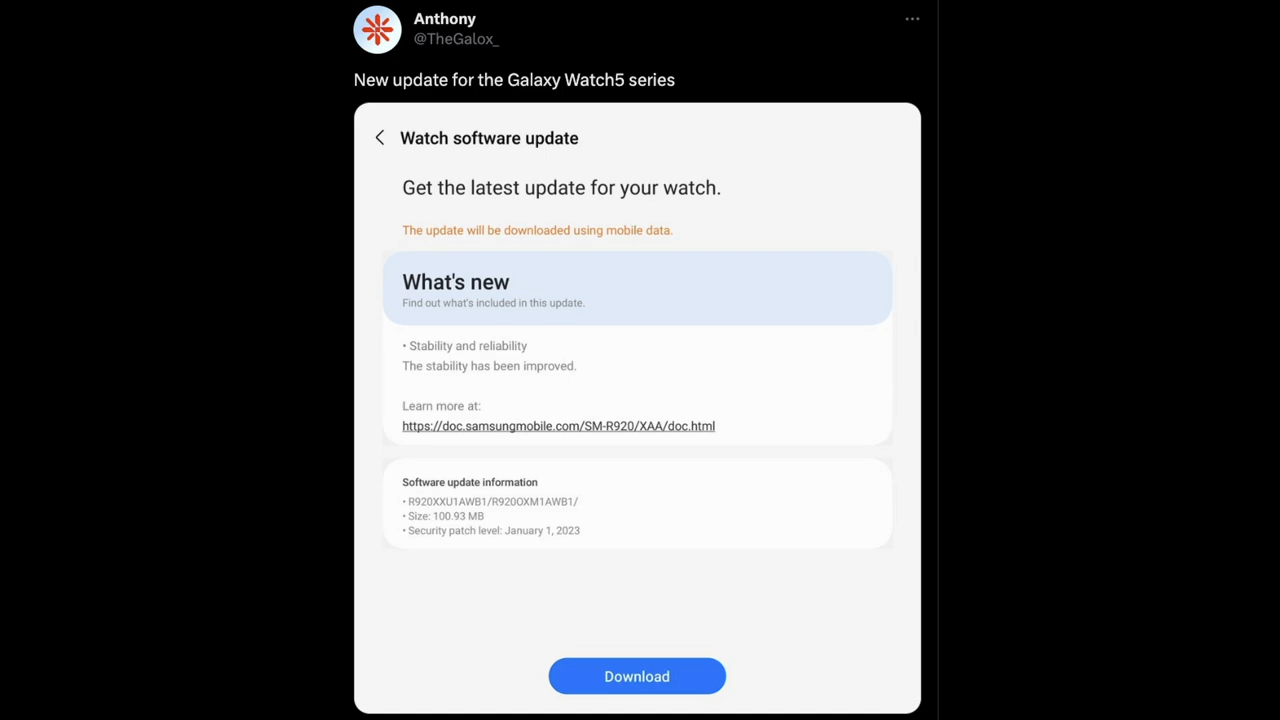 Anthony
@TheGalox_
New update for the Galaxy Watch5 series
Watch software update
Get the latest update for your watch.
The update will be downloaded using mobile data.
What's new
Find out what's included in this update.
• Stability and reliability
The stability has been improved.
Learn more at:
https://doc.samsungmobile.com/SM-R920/XAA/doc.html
Software update information
• R920XXU1AWB1/R920OXM1AWB1/
• Size: 100.93 MB
• Security patch level: January 1, 2023
Download